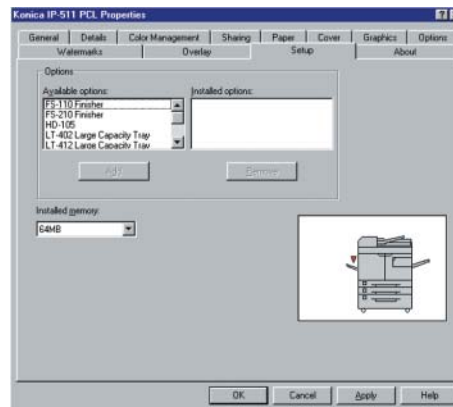 Konica IP-511 PCL Properties
General Details Color Management Sharing Paper Cover Graphics Options
Watermarks Overlay Setup About
Options
Available options: Installed options:
FS-110 Finisher
FS-210 Finisher
HD-105
LT-402 Large Capacity Tray
LT-412 Large Capacity Tray
Add Remove
Installed memory:
64MB
OK Cancel Apply Help